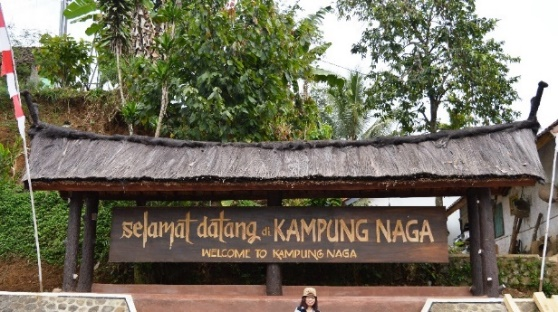 selamat datang di KAMPUNG NAGA
WELCOME TO KAMPUNG NAGA